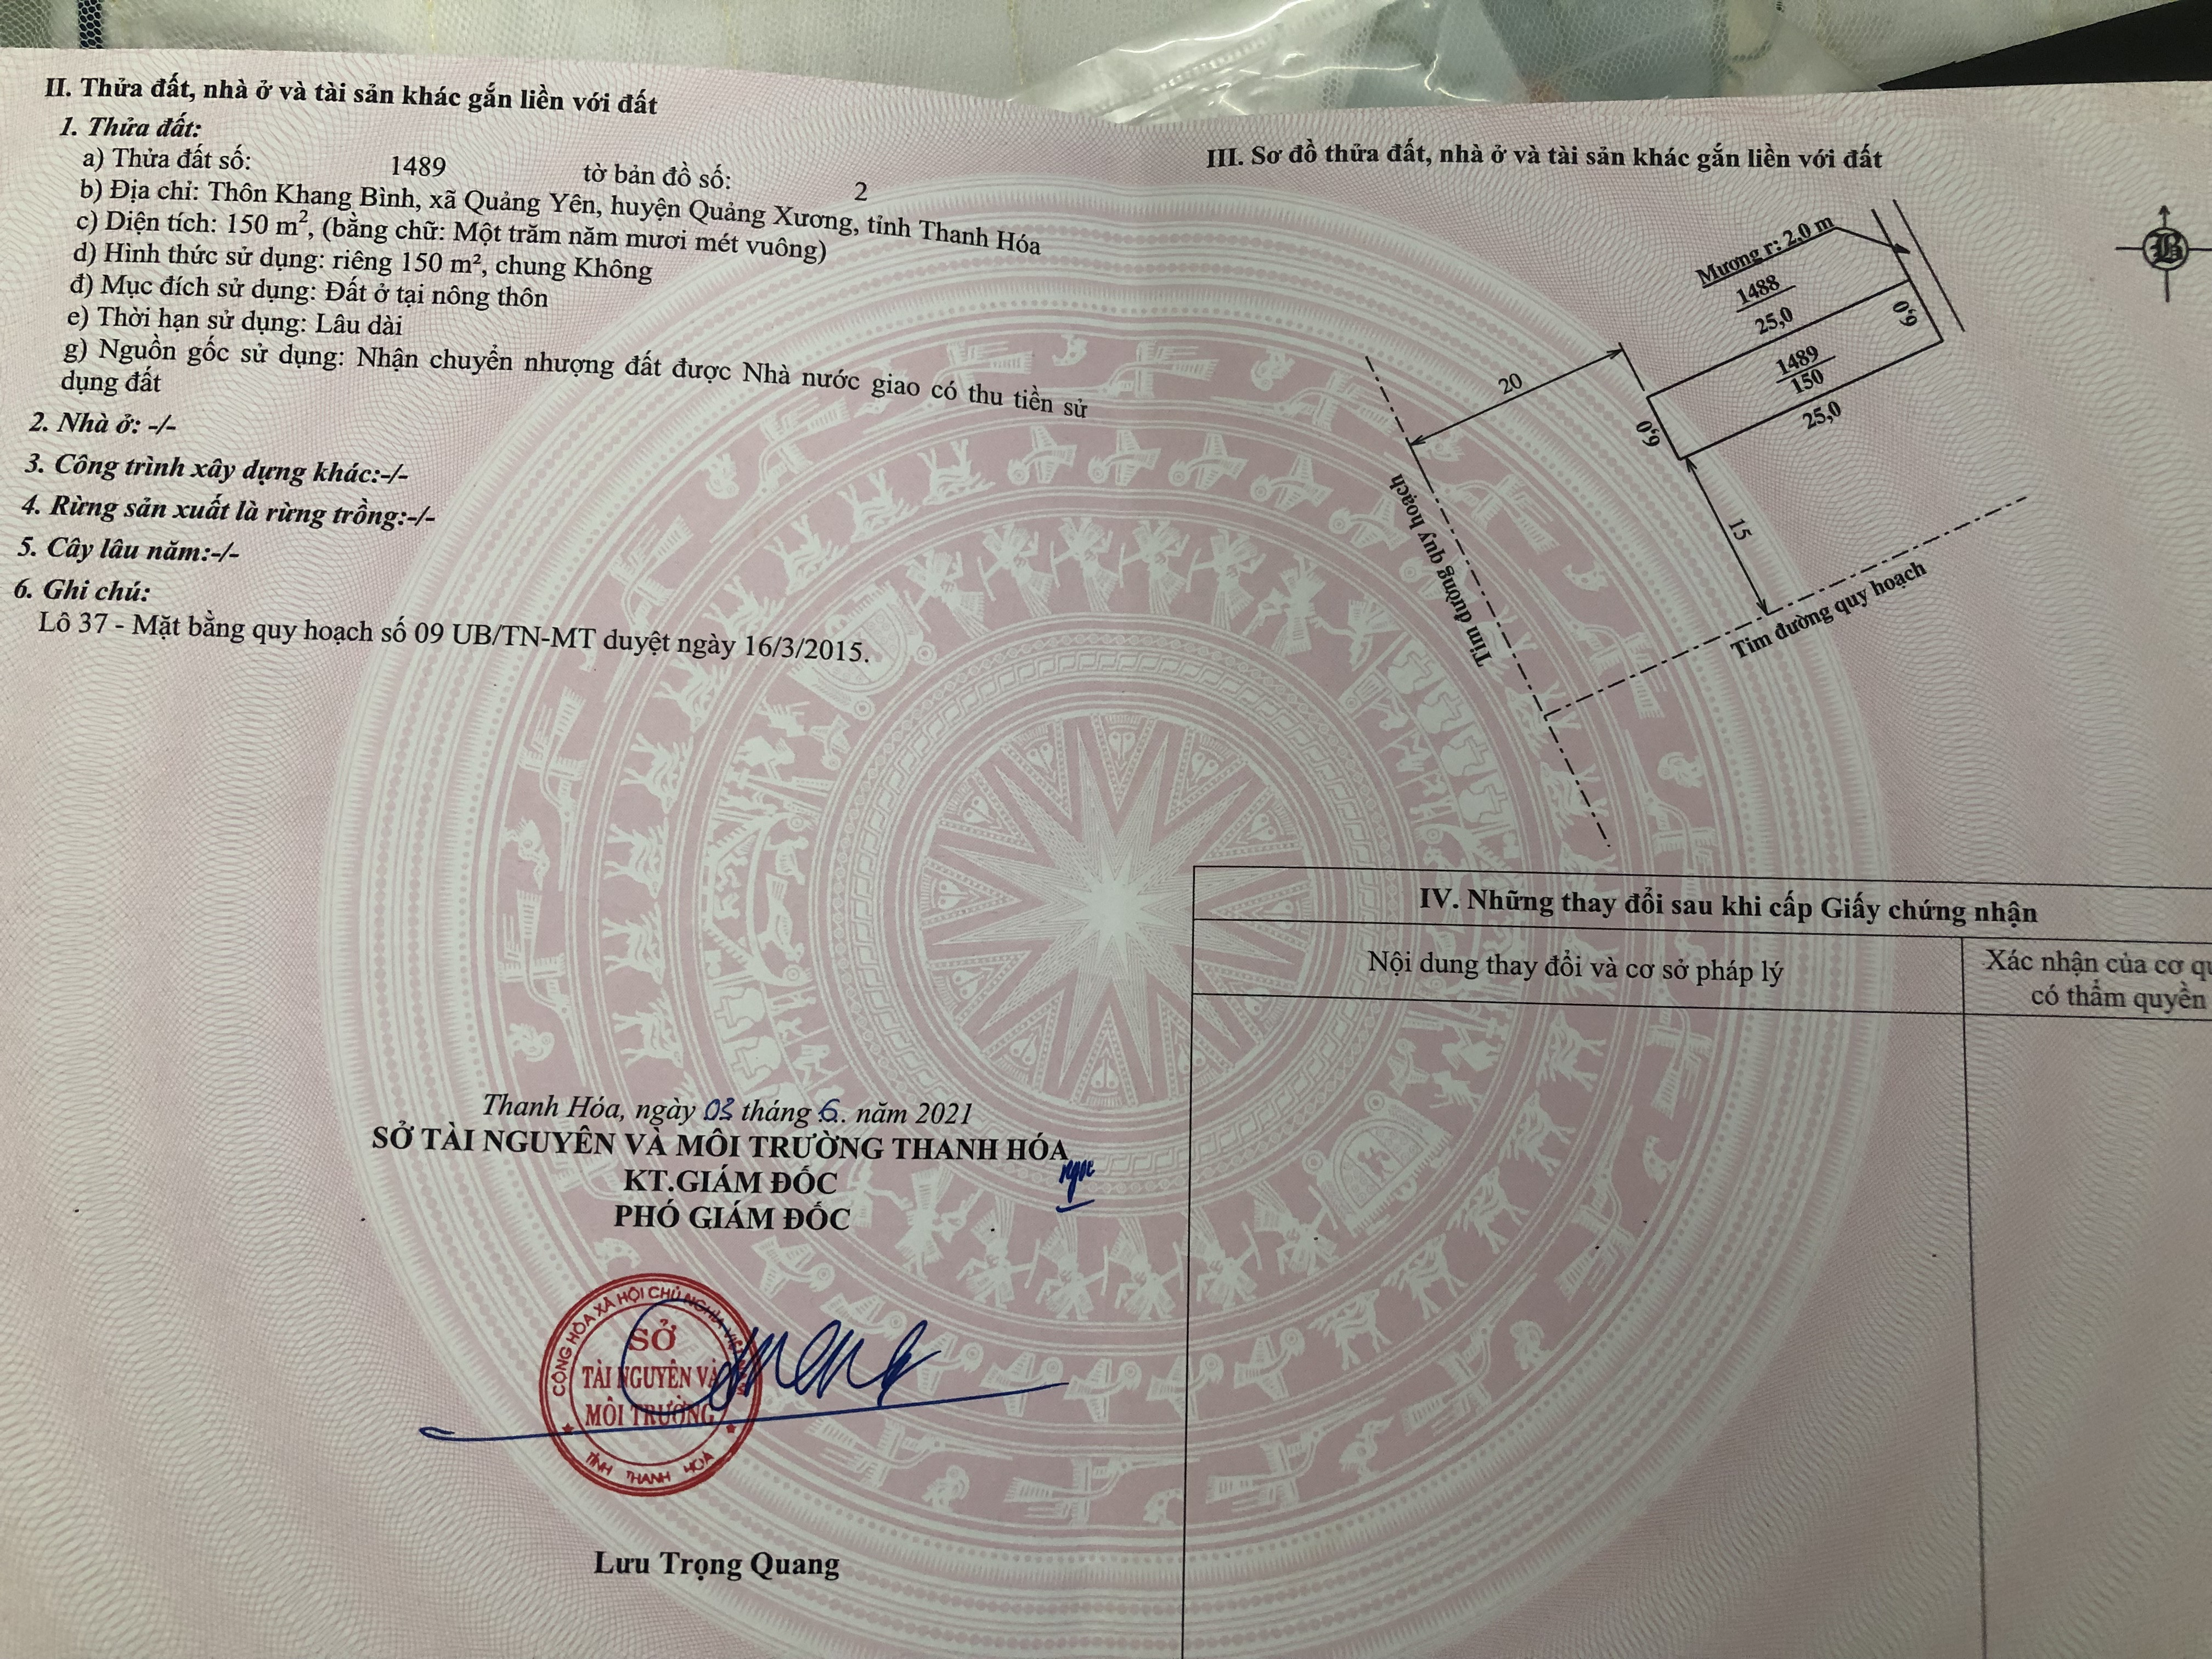 II. Thửa đất, nhà ở và tài sản khác gắn liền với đất
1. Thửa đất:
a) Thửa đất số: 1489 tờ bản đồ số: 2
b) Địa chỉ: Thôn Khang Bình, xã Quảng Yên, huyện Quảng Xương, tỉnh Thanh Hóa
c) Diện tích: 150 m², (bằng chữ: Một trăm năm mươi mét vuông)
d) Hình thức sử dụng: riêng 150 m², chung Không
đ) Mục đích sử dụng: Đất ở tại nông thôn
e) Thời hạn sử dụng: Lâu dài
g) Nguồn gốc sử dụng: Nhận chuyển nhượng đất được Nhà nước giao có thu tiền sử
dụng đất
2. Nhà ở: -/-
3. Công trình xây dựng khác:-/-
4. Rừng sản xuất là rừng trồng:-/-
5. Cây lâu năm:-/-
6. Ghi chú:
Lô 37 - Mặt bằng quy hoạch số 09 UB/TN-MT duyệt ngày 16/3/2015.
Thanh Hóa, ngày 03 tháng 6. năm 2021
SỞ TÀI NGUYÊN VÀ MÔI TRƯỜNG THANH HÓA
KT.GIÁM ĐỐC
PHÓ GIÁM ĐỐC
CỘNG HÒA XÃ HỘI CHỦ NGHĨA VIỆT NAM
SỞ
TÀI NGUYÊN VÀ
MÔI TRƯỜNG
TỈNH THANH HOÁ
Lưu Trọng Quang
III. Sơ đồ thửa đất, nhà ở và tài sản khác gắn liền với đất
Mương r: 2,0 m
1488
25,0
6,0
1489
150
25,0
6,0
20
15
Tim đường quy hoạch
Tim đường quy hoạch
B
IV. Những thay đổi sau khi cấp Giấy chứng nhận
Nội dung thay đổi và cơ sở pháp lý
Xác nhận của cơ qu
có thẩm quyền